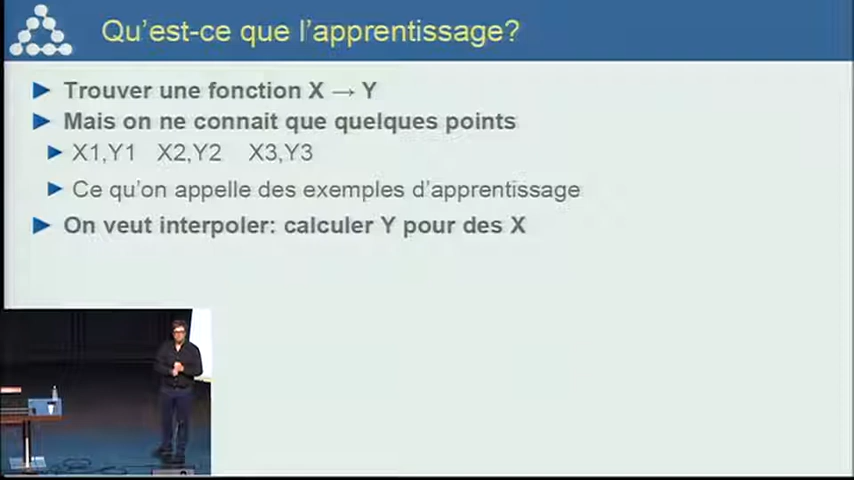 Qu'est-ce que l'apprentissage?
Trouver une fonction X → Y
Mais on ne connait que quelques points
X1,Y1 X2,Y2 X3,Y3
Ce qu'on appelle des exemples d'apprentissage
On veut interpoler: calculer Y pour des X